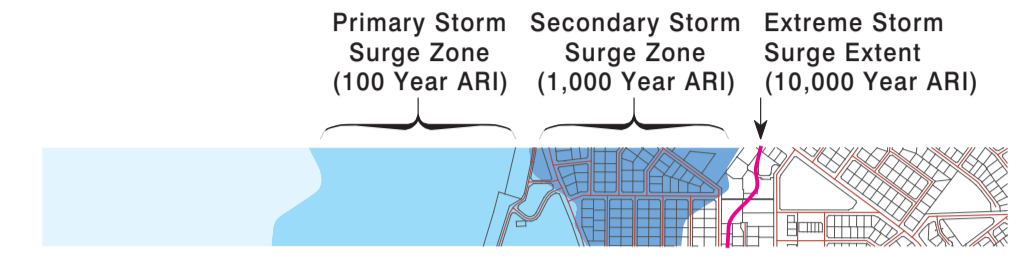 Primary Storm
Surge Zone
(100 Year ARI)
Secondary Storm
Surge Zone
(1,000 Year ARI)
Extreme Storm
Surge Extent
(10,000 Year ARI)